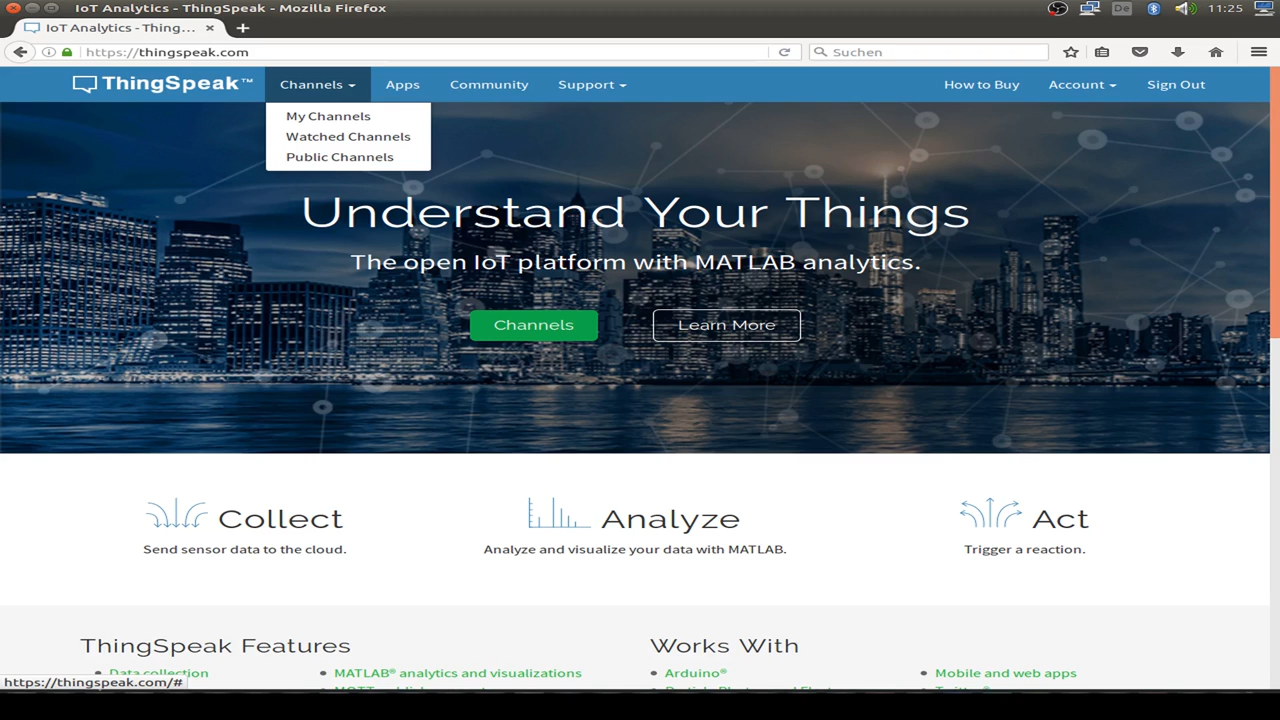 IoT Analytics - ThingSpeak - Mozilla Firefox
De 11:25
IoT Analytics - Thing...
https://thingspeak.com
Suchen
ThingSpeak™
Channels
Apps
Community
Support
How to Buy
Account
Sign Out
My Channels
Watched Channels
Public Channels
Understand Your Things
The open IoT platform with MATLAB analytics.
Channels
Learn More
Collect
Send sensor data to the cloud.
Analyze
Analyze and visualize your data with MATLAB.
Act
Trigger a reaction.
ThingSpeak Features
Works With
Data collection
MATLAB® analytics and visualizations
Arduino®
Mobile and web apps
https://thingspeak.com/#